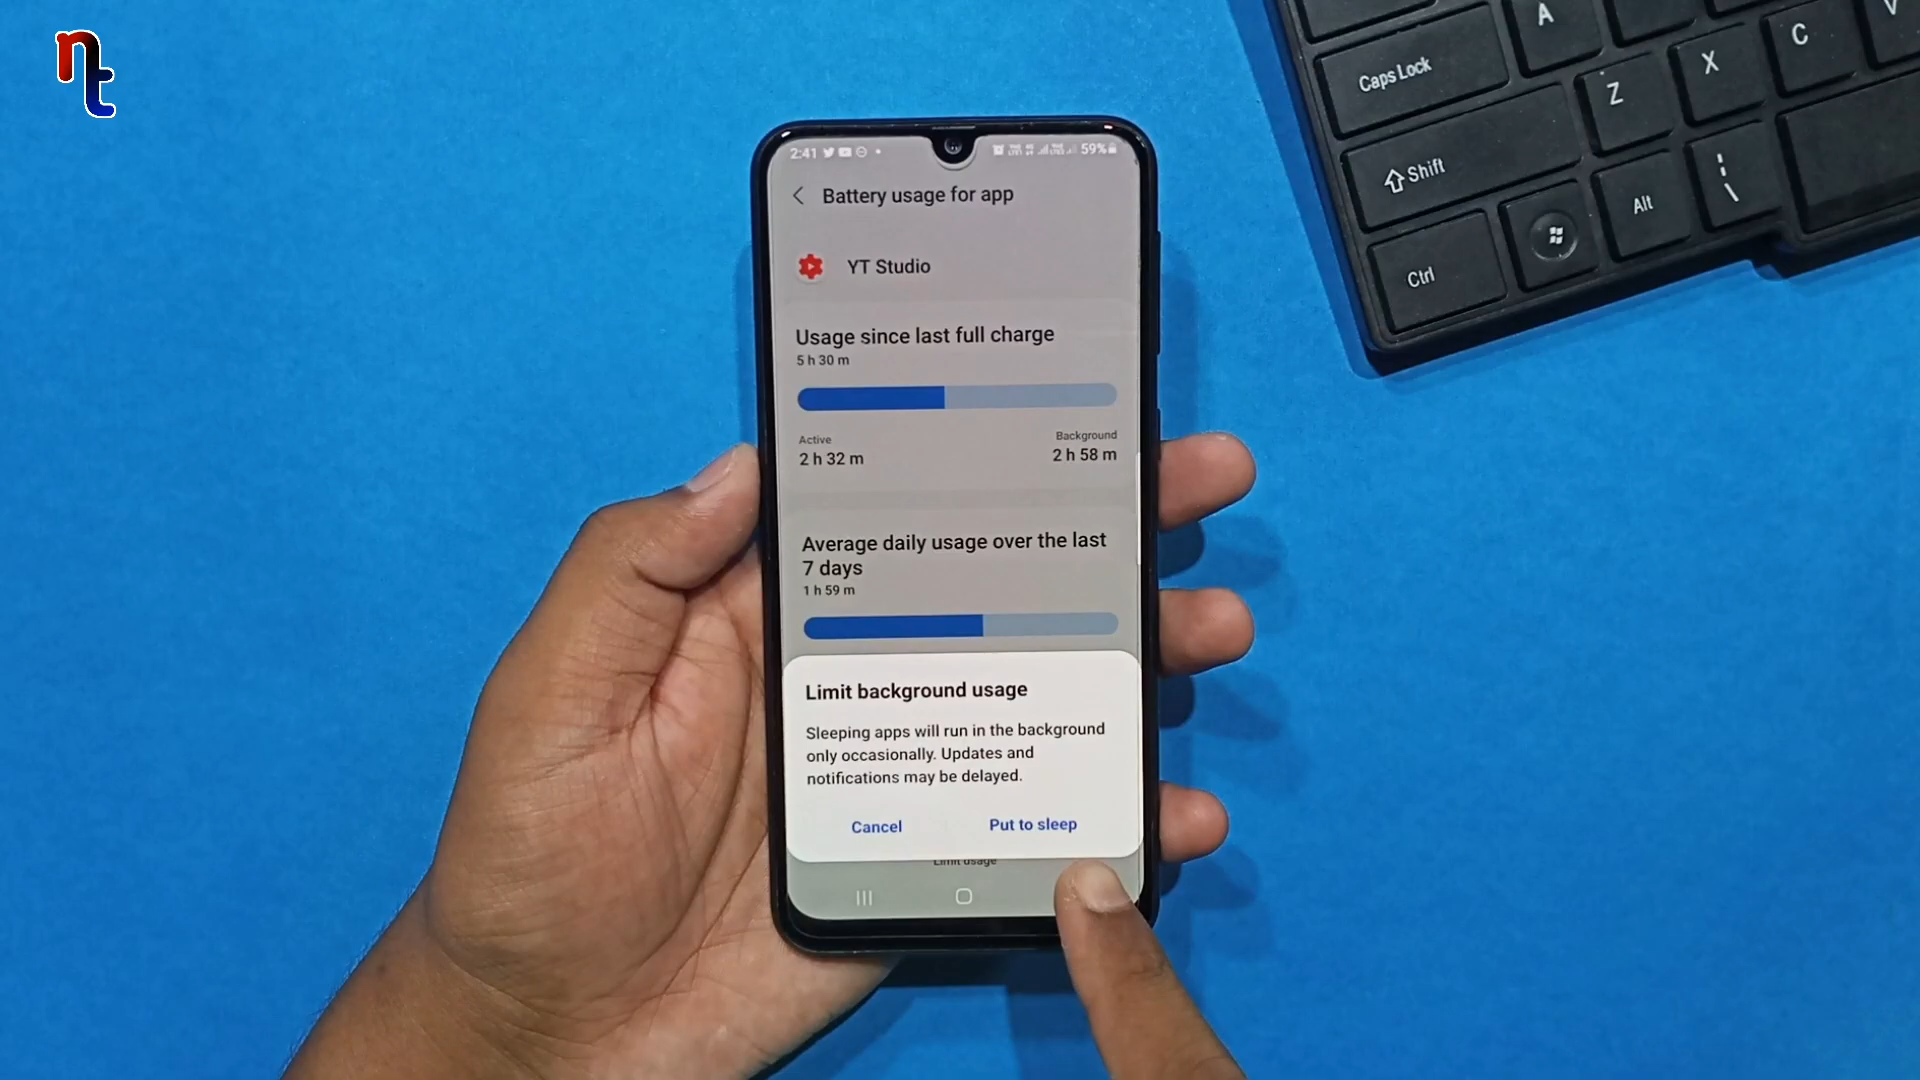 nt
2:41
59%
Battery usage for app
YT Studio
Usage since last full charge
5 h 30 m
Active
Background
2 h 32 m
2 h 58 m
Average daily usage over the last
7 days
1 h 59 m
Limit background usage
Sleeping apps will run in the background
only occasionally. Updates and
notifications may be delayed.
Cancel
Put to sleep
Limit usage
A
Caps Lock
Z
X
C
V
Shift
\
Alt
Ctrl